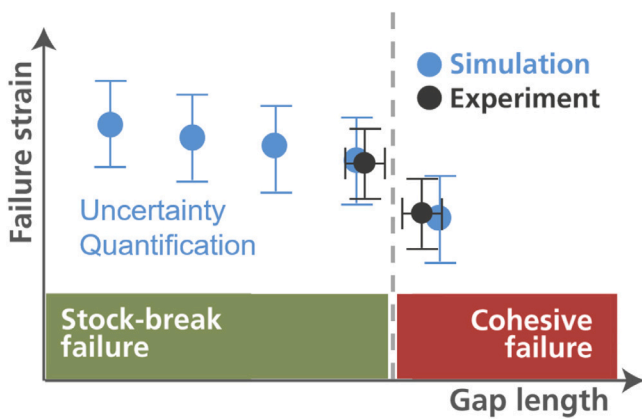 Simulation
Experiment
Failure strain
Uncertainty
Quantification
Stock-break
failure
Cohesive
failure
Gap length